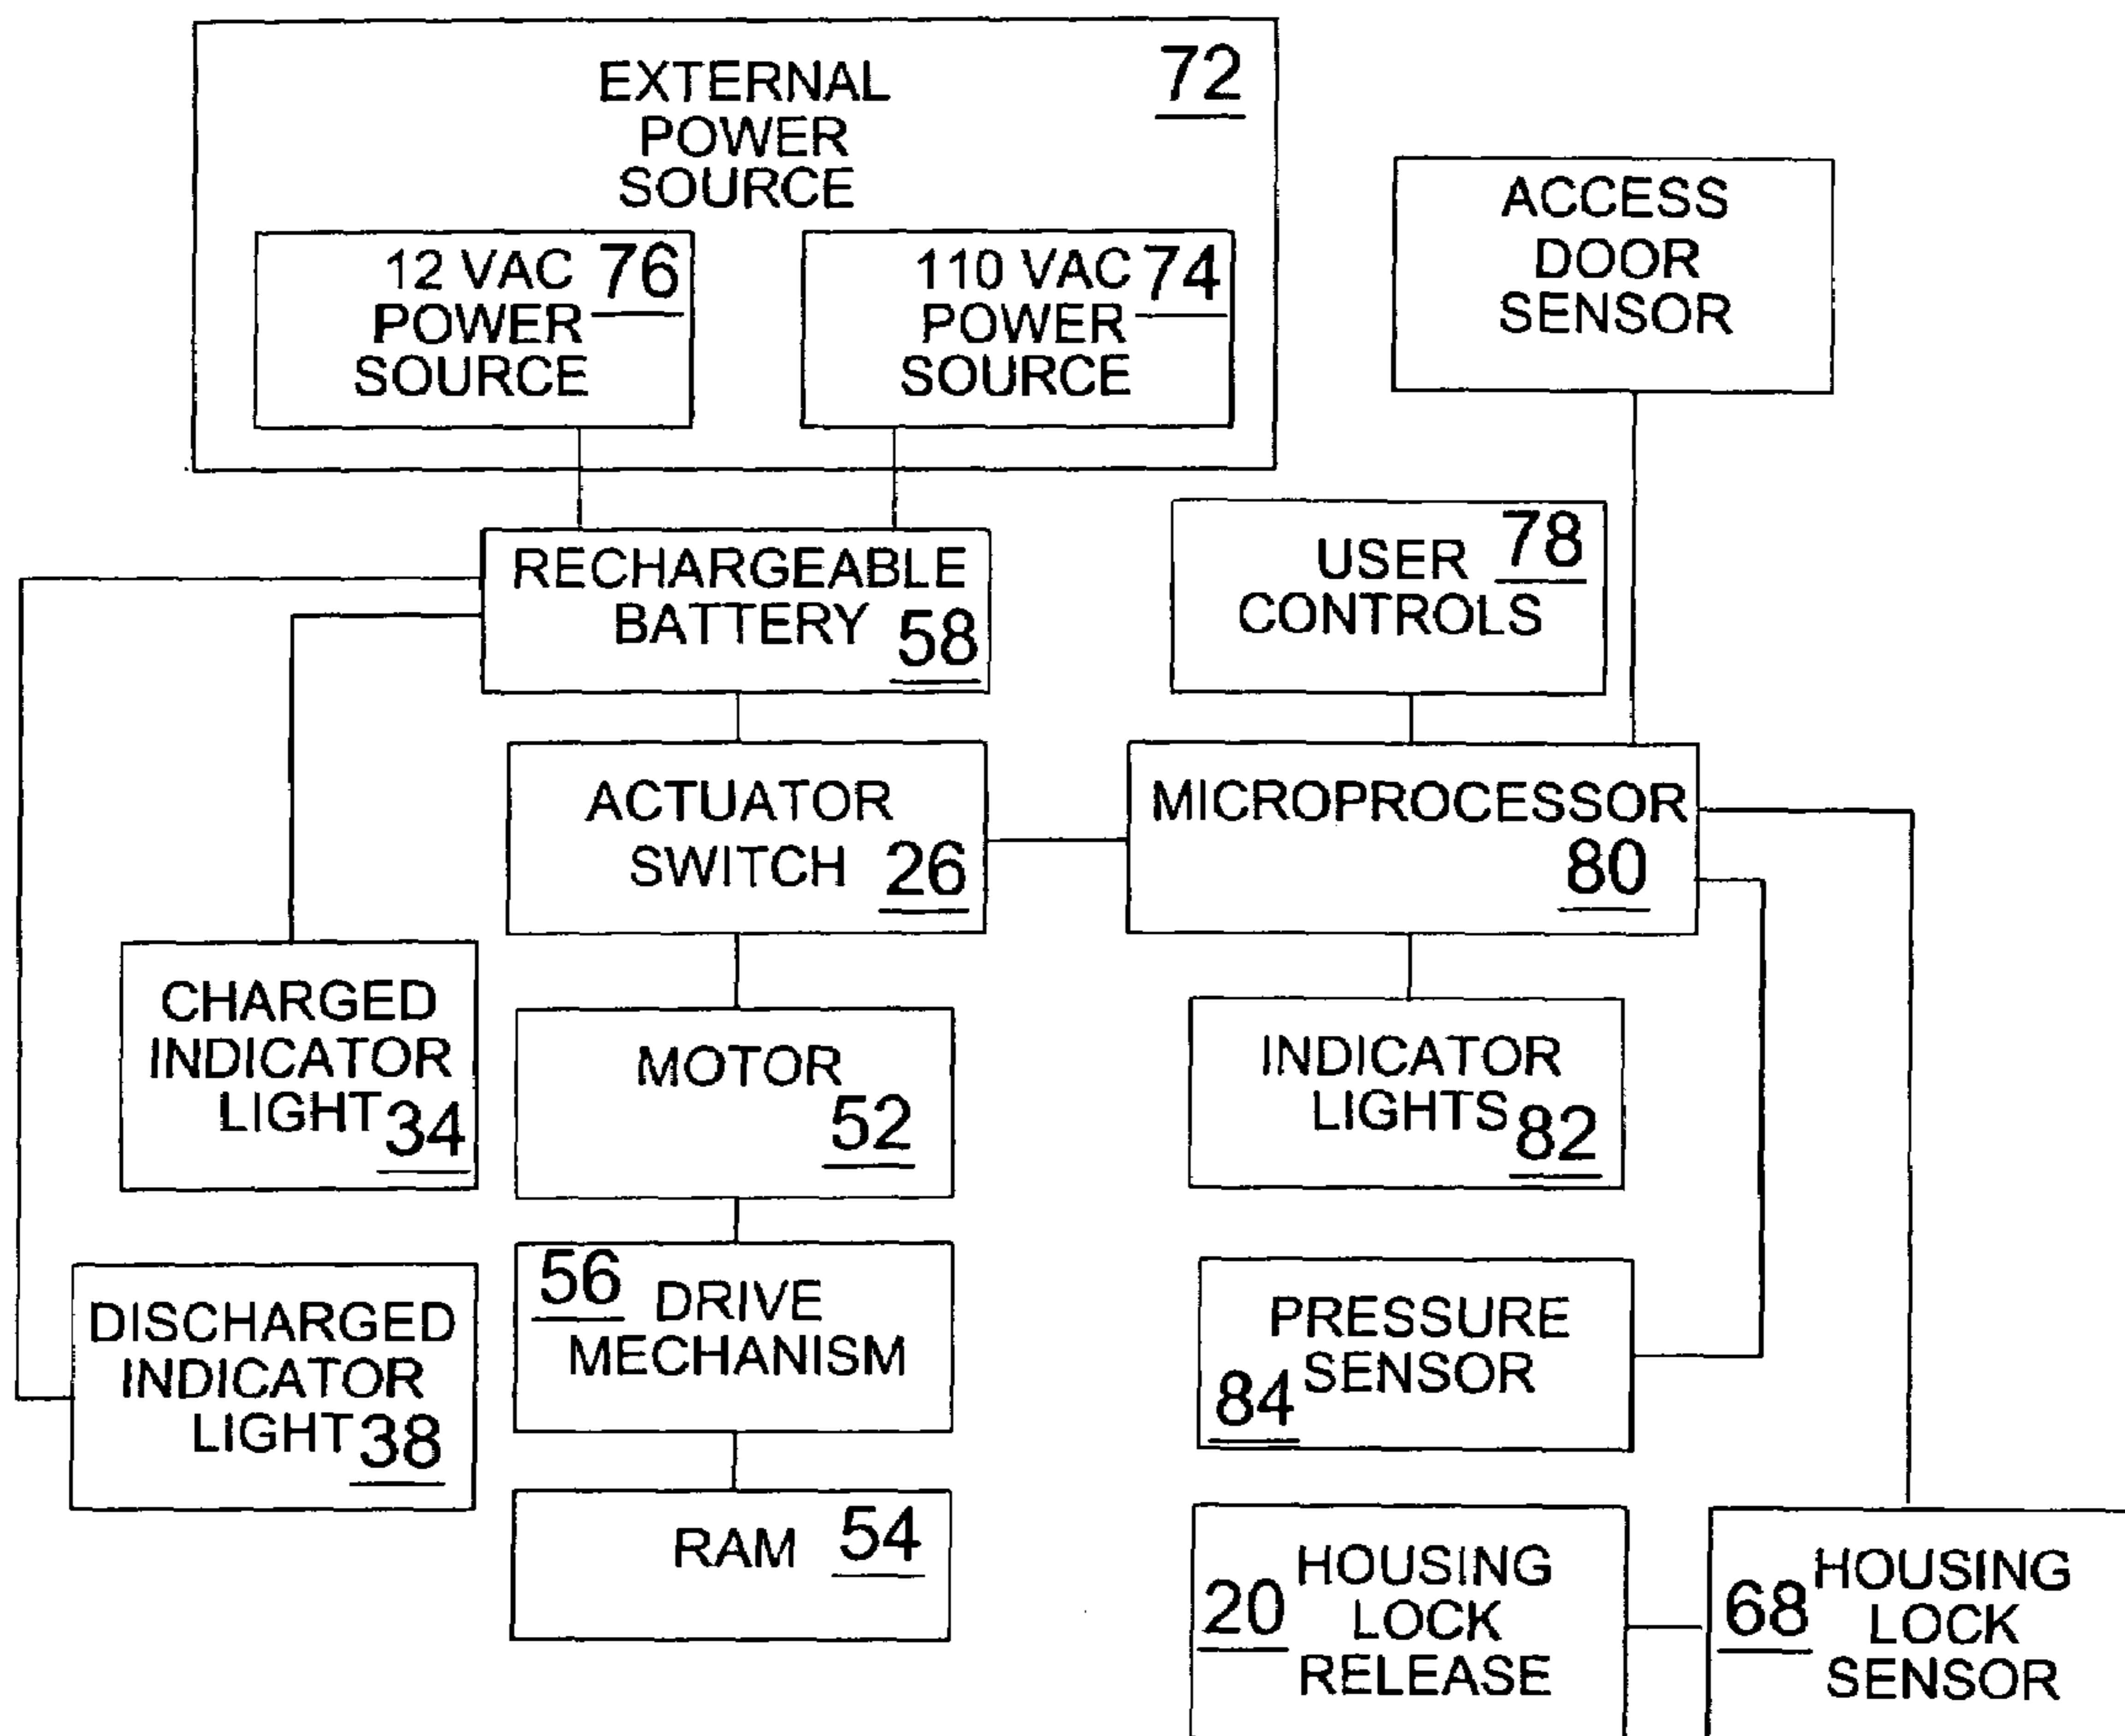 EXTERNAL
POWER
SOURCE
72
12 VAC
POWER
SOURCE
76
110 VAC
POWER
SOURCE
74
ACCESS
DOOR
SENSOR
RECHARGEABLE
BATTERY
58
USER
CONTROLS
78
ACTUATOR
SWITCH
26
MICROPROCESSOR
80
CHARGED
INDICATOR
LIGHT
34
MOTOR
52
INDICATOR
LIGHTS
82
DISCHARGED
INDICATOR
LIGHT
38
56
DRIVE
MECHANISM
PRESSURE
SENSOR
84
RAM
54
20
HOUSING
LOCK
RELEASE
68
HOUSING
LOCK
SENSOR